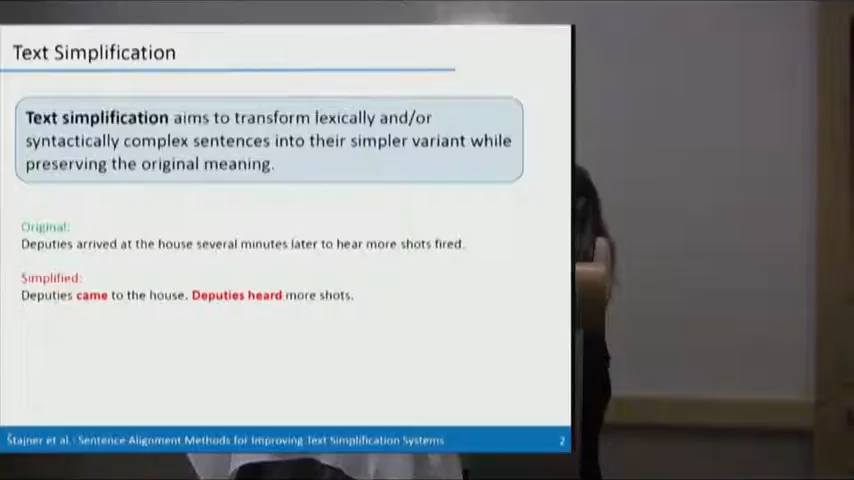 Text Simplification
Text simplification aims to transform lexically and/or
syntactically complex sentences into their simpler variant while
preserving the original meaning.
Original:
Deputies arrived at the house several minutes later to hear more shots fired.
Simplified:
Deputies came to the house. Deputies heard more shots.
Štajner et al.: Sentence Alignment Methods for Improving Text Simplification Systems
2